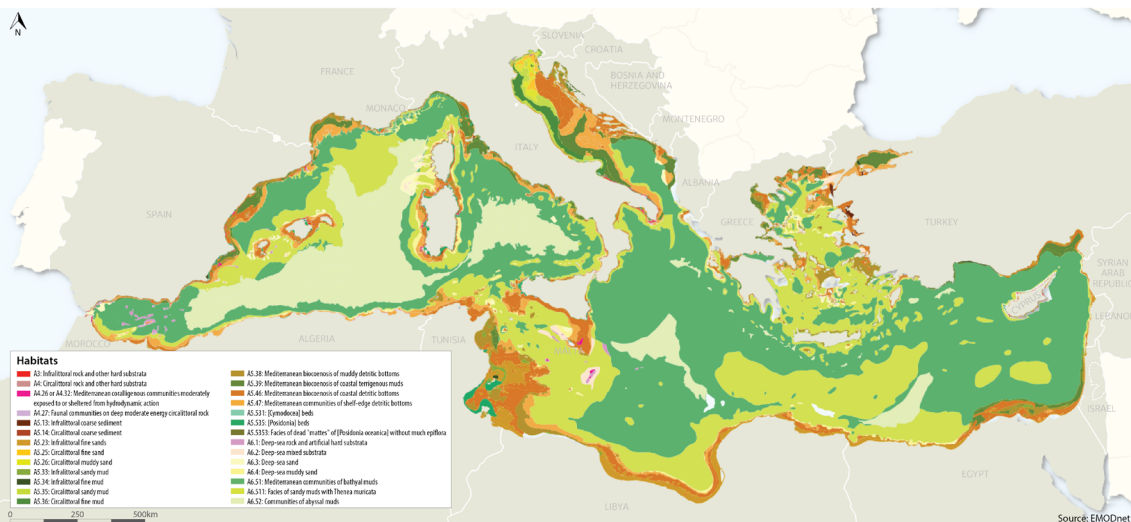 N
SLOVENIA
CROATIA
FRANCE
BOSNIA AND
HERZEGOVINA
MONACO
MONTENEGRO
ITALY
ALBANIA
SPAIN
GREECE
TURKEY
SYRIAN
ARAB
REPUBLIC
CYPRUS
LEBANON
MOROCCO
ALGERIA
TUNISIA
ISRAEL
LIBYA
EGYPT
Habitats
A3: Infralittoral rock and other hard substrata
A4: Circalittoral rock and other hard substrata
A4.26 or A4.32: Mediterranean coralligenous communities moderately
exposed to or sheltered from hydrodynamic action
A4.27: Faunal communities on deep moderate energy circalittoral rock
A5.13: Infralittoral coarse sediment
A5.14: Circalittoral coarse sediment
A5.23: Infralittoral fine sands
A5.25: Circalittoral fine sand
A5.26: Circalittoral muddy sand
A5.33: Infralittoral sandy mud
A5.34: Infralittoral fine mud
A5.35: Circalittoral sandy mud
A5.36: Circalittoral fine mud
A5.38: Mediterranean biocoenosis of muddy detritic bottoms
A5.39: Mediterranean biocoenosis of coastal terrigenous muds
A5.46: Mediterranean biocoenosis of coastal detritic bottoms
A5.47: Mediterranean communities of shelf-edge detritic bottoms
A5.531: [Cymodocea] beds
A5.535: [Posidonia] beds
A5.5353: Facies of dead "mattes" of [Posidonia oceanica] without much epiflora
A6.1: Deep-sea rock and artificial hard substrata
A6.2: Deep-sea mixed substrata
A6.3: Deep-sea sand
A6.4: Deep-sea muddy sand
A6.51: Mediterranean communities of bathyal muds
A6.511: Facies of sandy muds with Thenea muricata
A6.52: Communities of abyssal muds
0 250 500km
Source: EMODnet